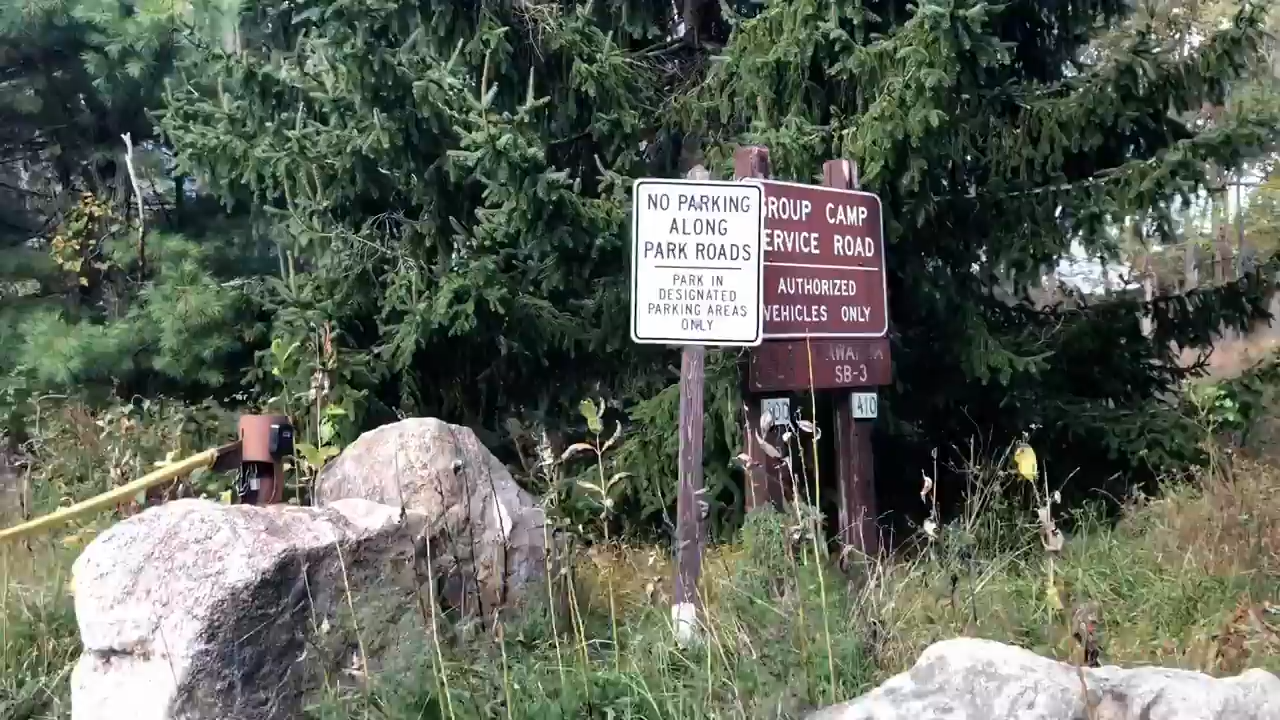 NO PARKING
ALONG
PARK ROADS
PARK IN
DESIGNATED
PARKING AREAS
ONLY
ROUP CAMP
ERVICE ROAD
AUTHORIZED
VEHICLES ONLY
SB-3
410